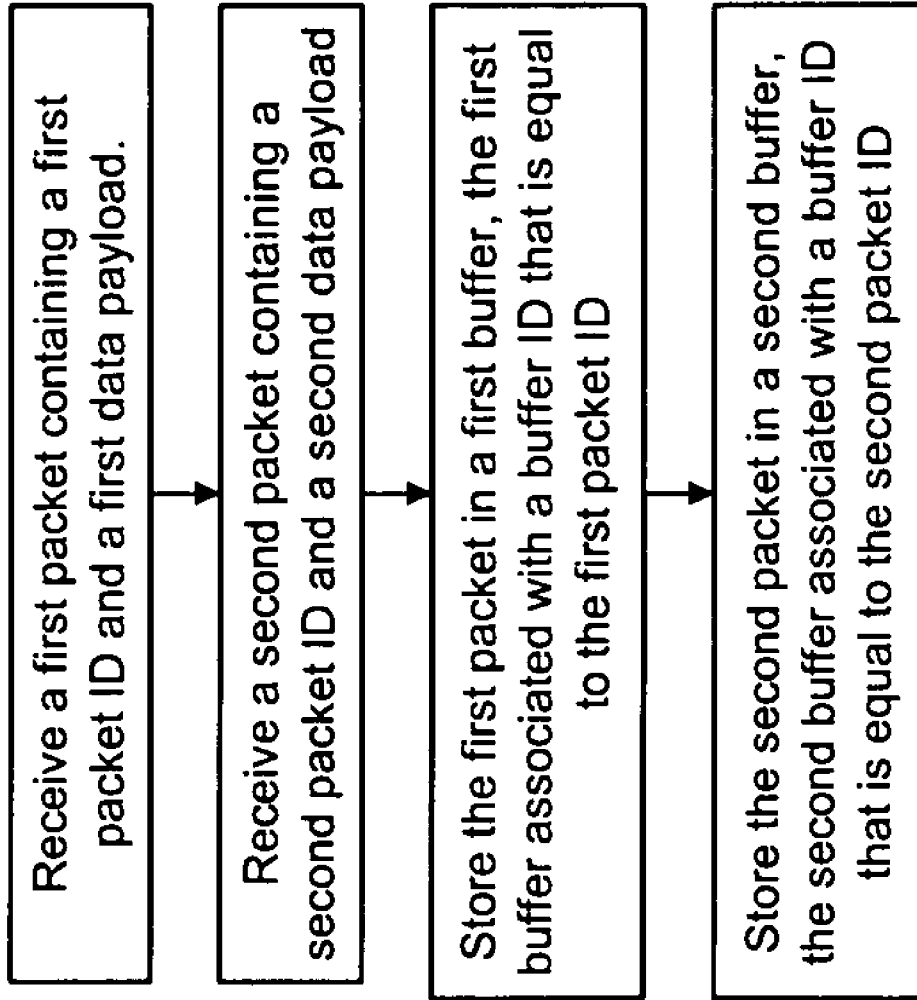 Receive a first packet containing a first
packet ID and a first data payload.
Receive a second packet containing a
second packet ID and a second data payload
Store the first packet in a first buffer, the first
buffer associated with a buffer ID that is equal
to the first packet ID
Store the second packet in a second buffer,
the second buffer associated with a buffer ID
that is equal to the second packet ID